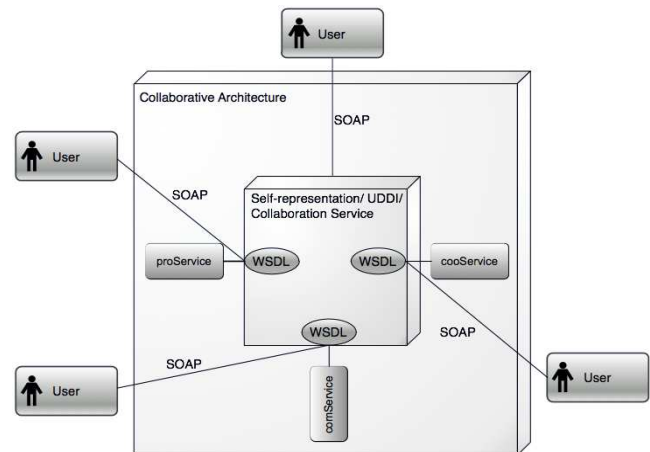 User
Collaborative Architecture
SOAP
User
SOAP
Self-representation/ UDDI/
Collaboration Service
proService
WSDL
WSDL
cooService
WSDL
SOAP
SOAP
User
User
comService